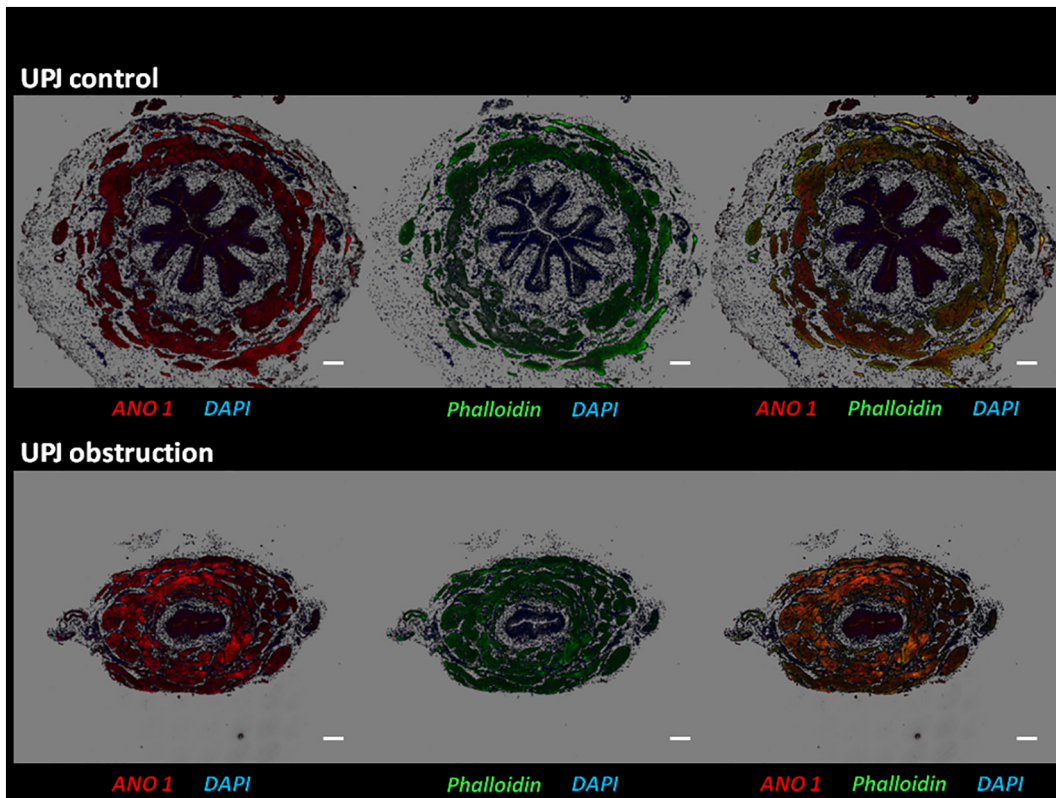 UPJ control
ANO 1 DAPI Phalloidin DAPI ANO 1 Phalloidin DAPI
UPJ obstruction
ANO 1 DAPI Phalloidin DAPI ANO 1 Phalloidin DAPI